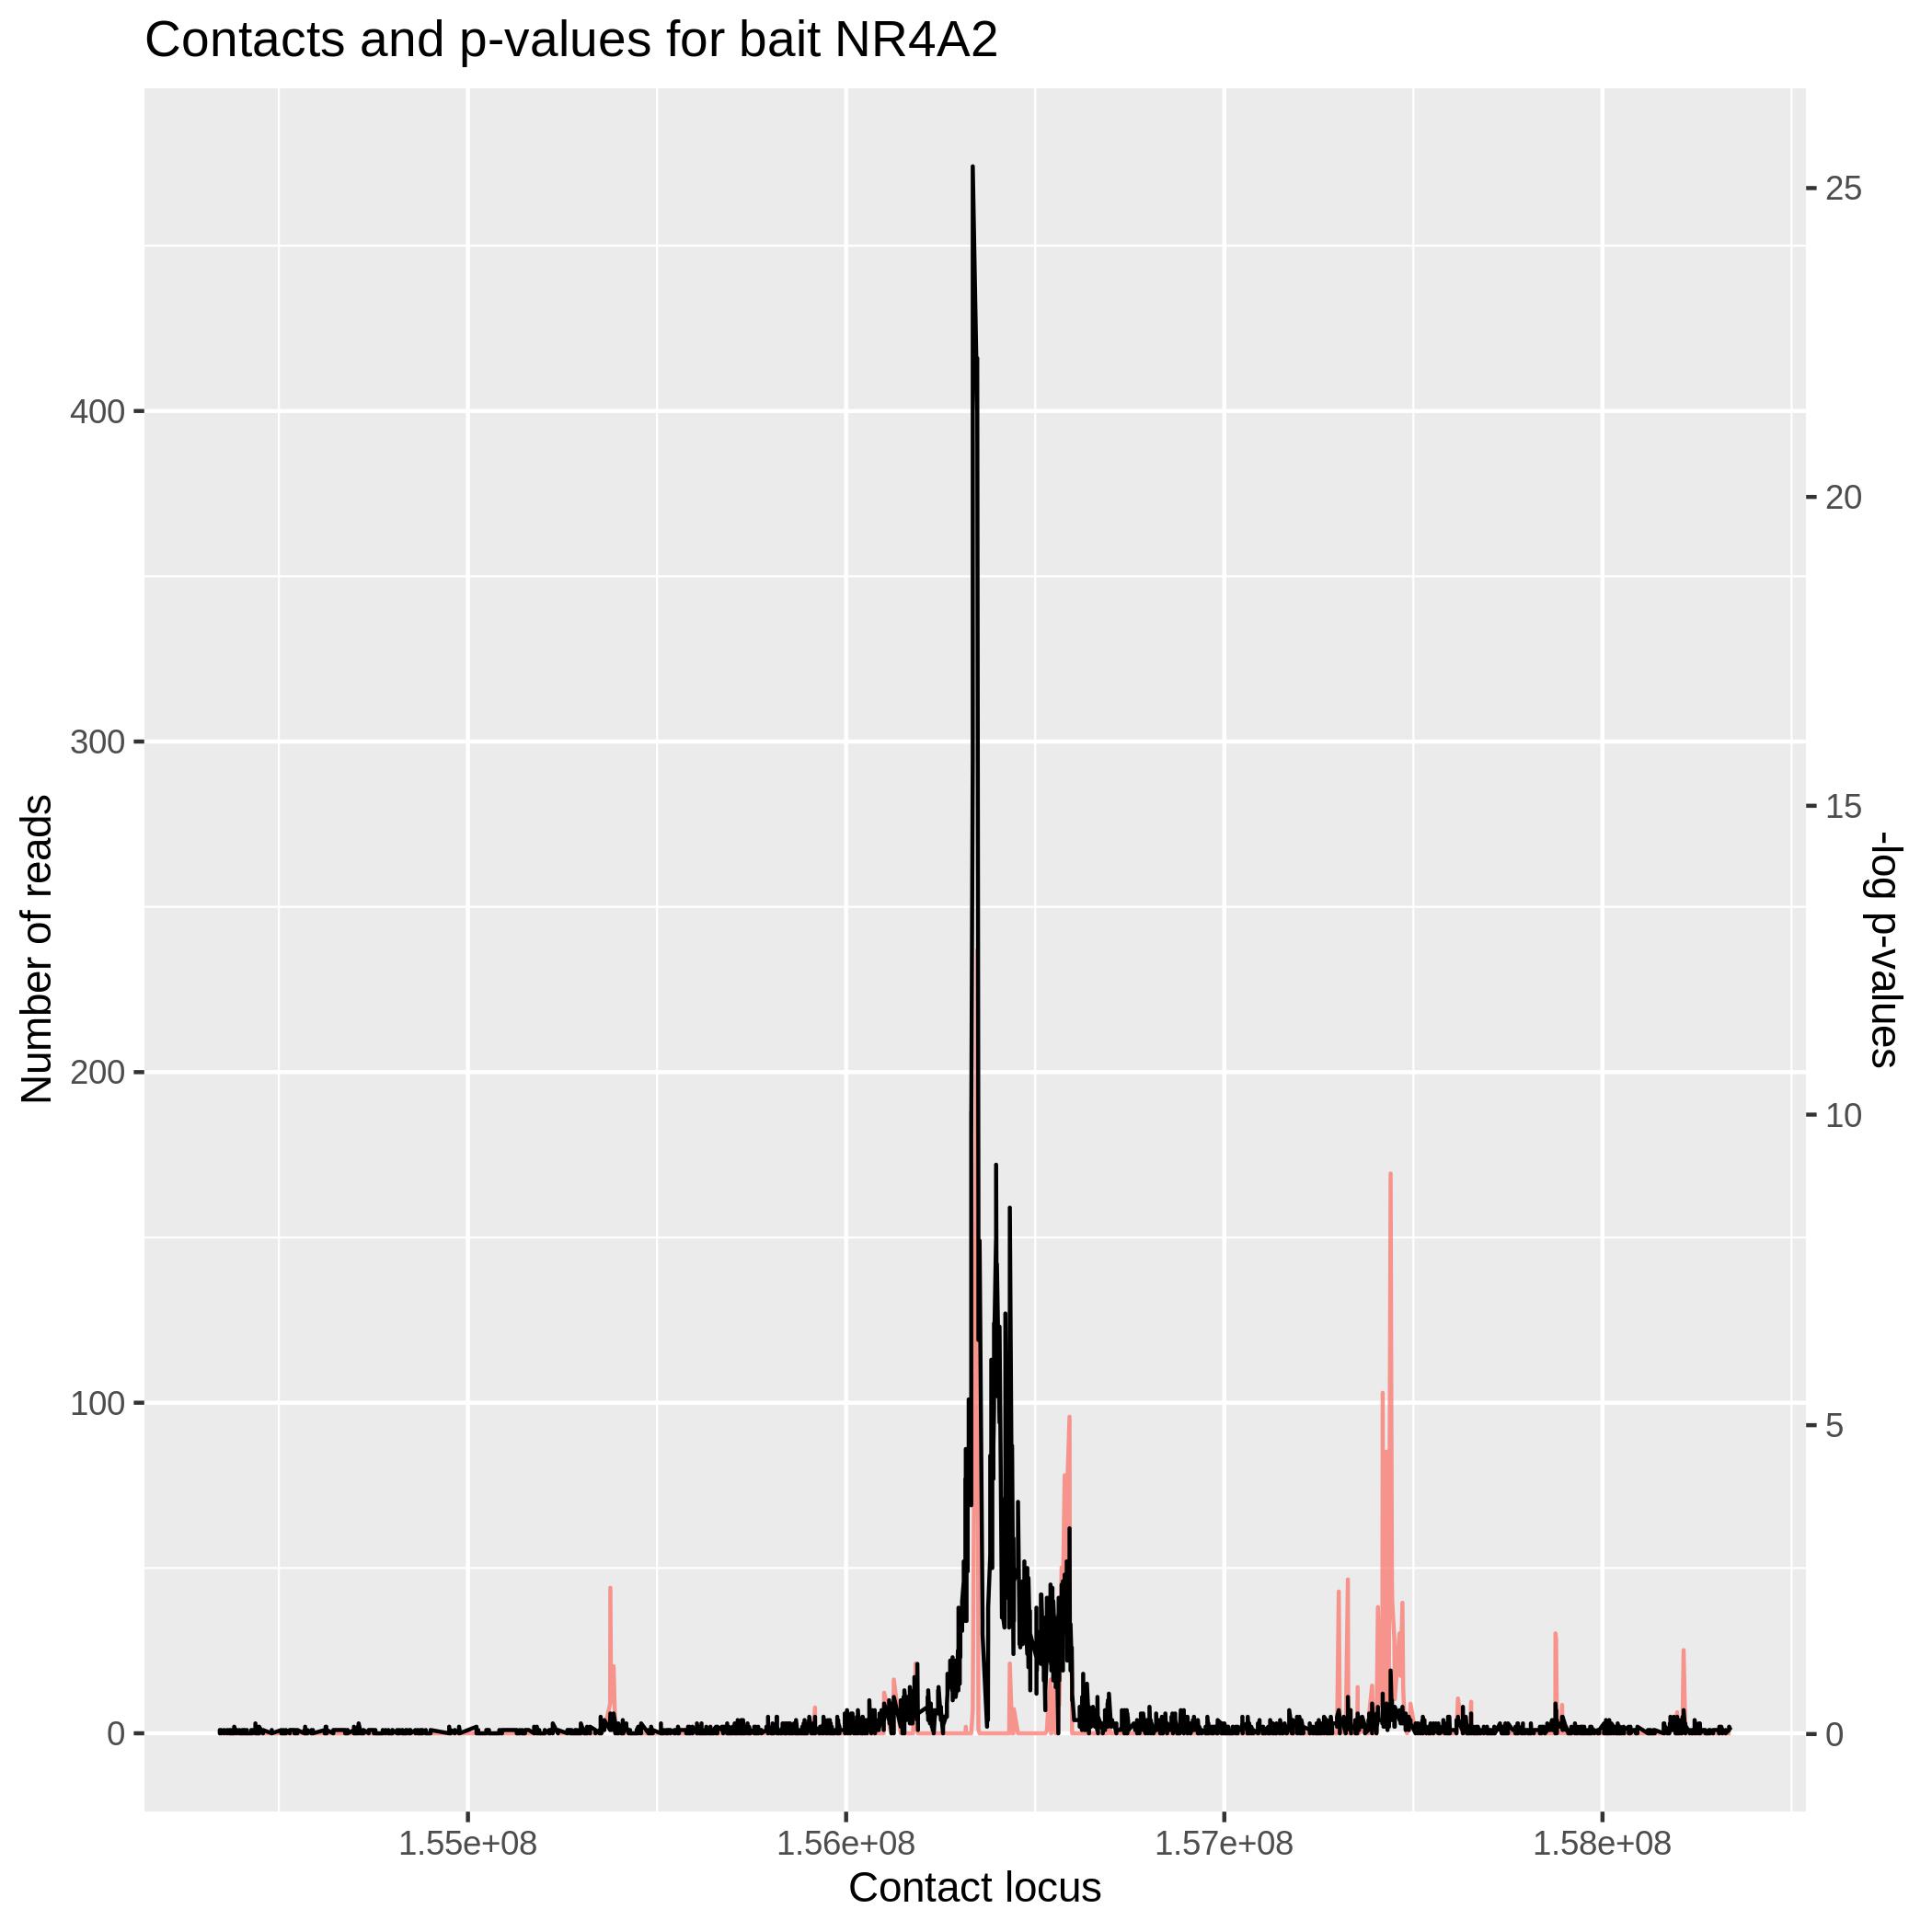 Contacts and p-values for bait NR4A2
Number of reads
400
300
200
100
0
25
20
15
10
5
0
-log p-values
1.55e+08
1.56e+08
1.57e+08
1.58e+08
Contact locus